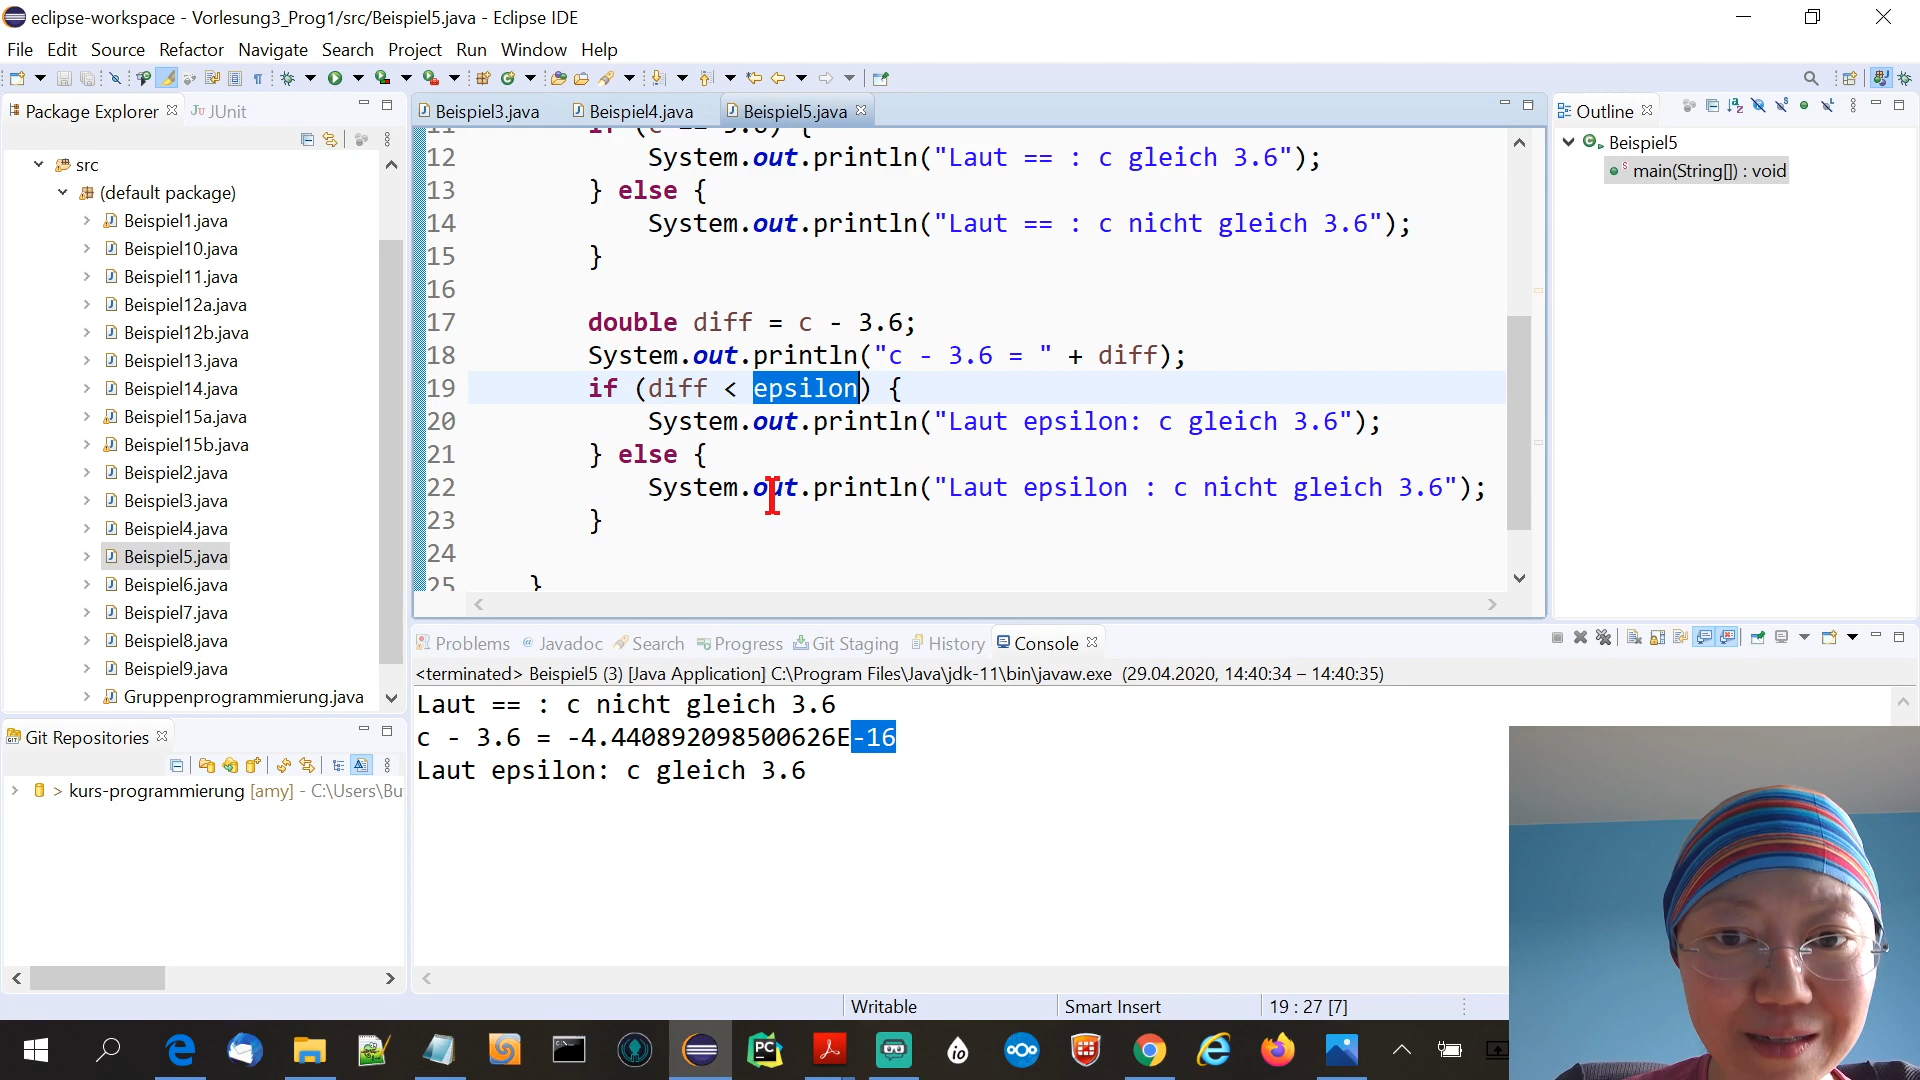 eclipse-workspace - Vorlesung3_Prog1/src/Beispiel5.java - Eclipse IDE
File Edit Source Refactor Navigate Search Project Run Window Help
Package Explorer
JUnit
src
(default package)
Beispiel1.java
Beispiel10.java
Beispiel11.java
Beispiel12a.java
Beispiel12b.java
Beispiel13.java
Beispiel14.java
Beispiel15a.java
Beispiel15b.java
Beispiel2.java
Beispiel3.java
Beispiel4.java
Beispiel5.java
Beispiel6.java
Beispiel7.java
Beispiel8.java
Beispiel9.java
Gruppenprogrammierung.java
Git Repositories
> kurs-programmierung [amy] - C:\Users\Bu
Beispiel3.java Beispiel4.java Beispiel5.java
11 if (c == 3.6) {
12 System.out.println("Laut == : c gleich 3.6");
13 } else {
14 System.out.println("Laut == : c nicht gleich 3.6");
15 }
16
17 double diff = c - 3.6;
18 System.out.println("c - 3.6 = " + diff);
19 if (diff < epsilon) {
20 System.out.println("Laut epsilon: c gleich 3.6");
21 } else {
22 System.out.println("Laut epsilon : c nicht gleich 3.6");
23 }
24
25 }
Outline
Beispiel5
main(String[]) : void
Problems Javadoc Search Progress Git Staging History Console
<terminated> Beispiel5 (3) [Java Application] C:\Program Files\Java\jdk-11\bin\javaw.exe (29.04.2020, 14:40:34 – 14:40:35)
Laut == : c nicht gleich 3.6
c - 3.6 = -4.440892098500626E-16
Laut epsilon: c gleich 3.6
Writable Smart Insert 19 : 27 [7]
PC
io